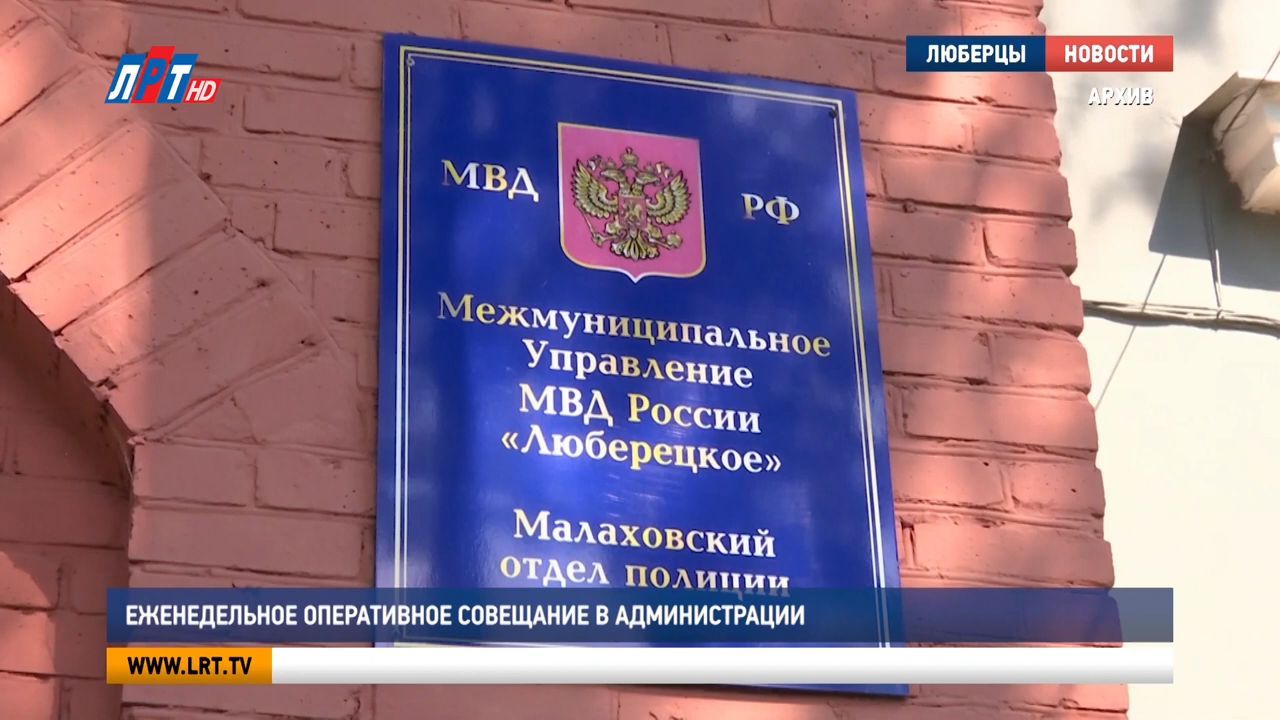 ЛРТ HD
ЛЮБЕРЦЫ НОВОСТИ
АРХИВ
МВД РФ
Межмуниципальное
Управление
МВД России
«Люберецкое»
Малаховский
отдел полиции
ЕЖЕНЕДЕЛЬНОЕ ОПЕРАТИВНОЕ СОВЕЩАНИЕ В АДМИНИСТРАЦИИ
WWW.LRT.TV